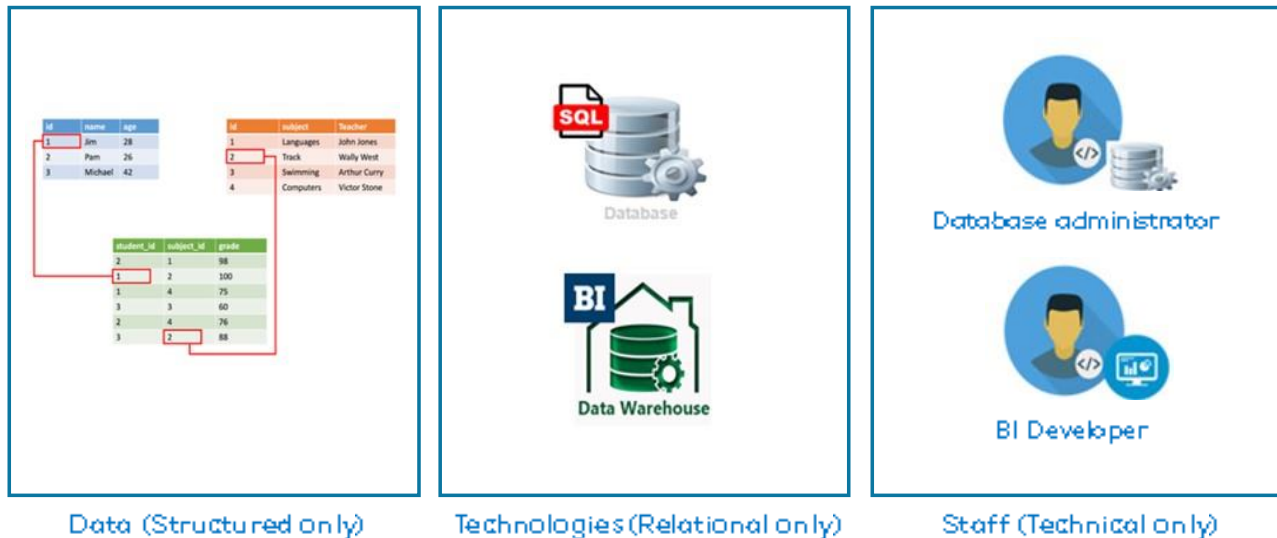 id name age
1 Jim 28
2 Pam 26
3 Michael 42
id subject Teacher
1 Languages John Jones
2 Track Wally West
3 Swimming Arthur Curry
4 Computers Victor Stone
student_id subject_id grade
2 1 98
1 2 100
1 4 75
3 3 60
2 4 76
3 2 88
Data (Structured only)
SQL
Database
BI
Data Warehouse
Technologies (Relational only)
</>
Database administrator
</>
BI Developer
Staff (Technical only)